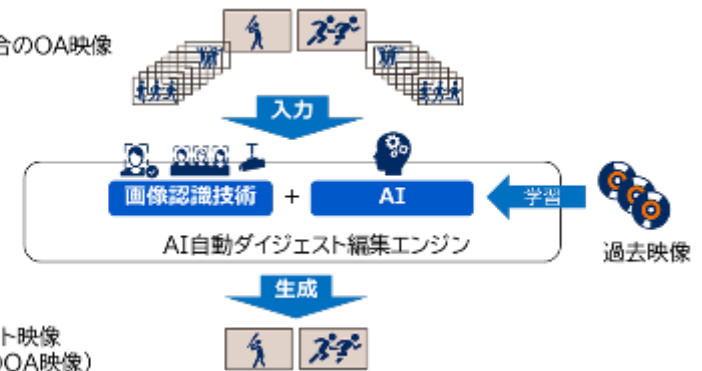 合のOA映像
入力
画像認識技術 + AI
学習
AI自動ダイジェスト編集エンジン
過去映像
生成
ト映像
OA映像)